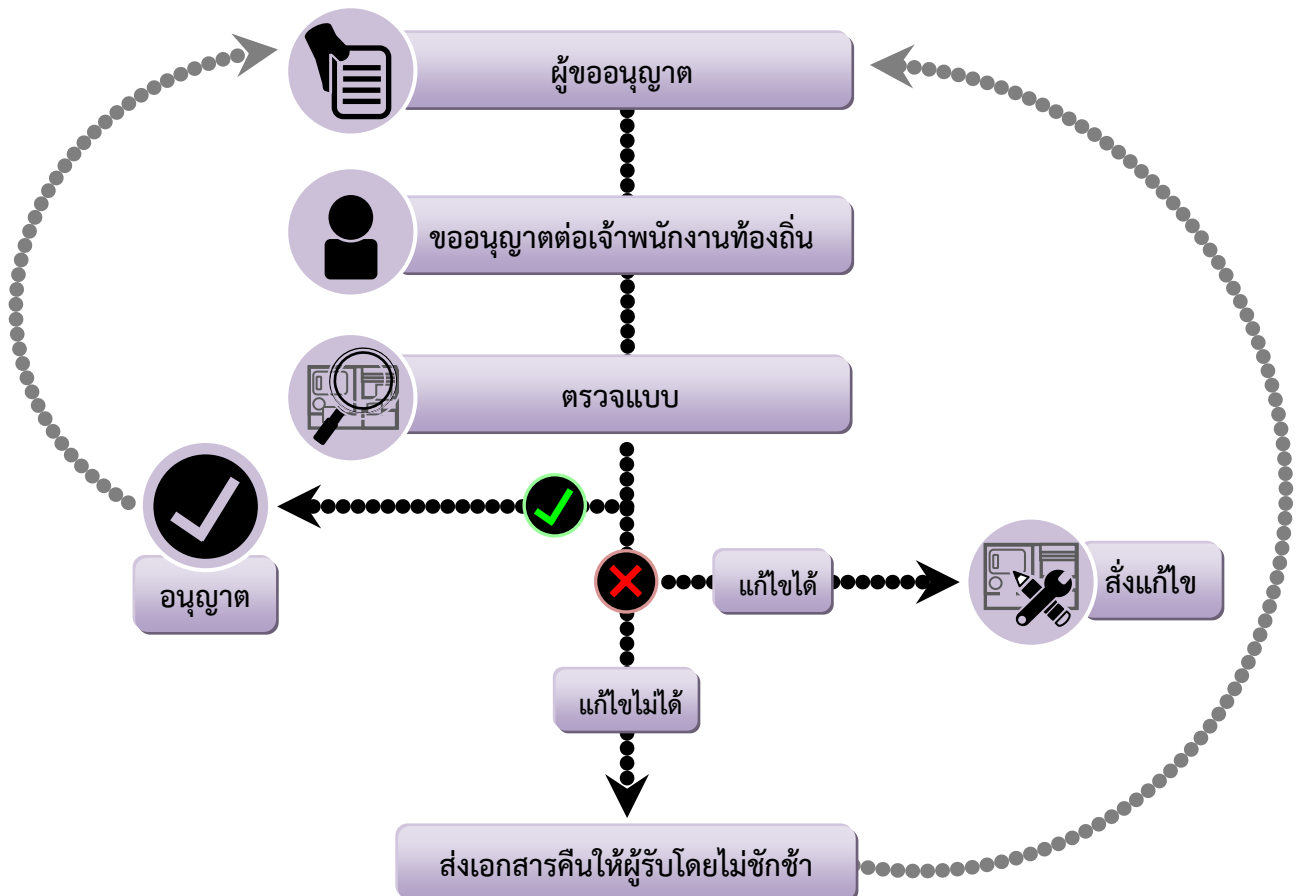 ผู้ขออนุญาต
ขออนุญาตต่อเจ้าพนักงานท้องถิ่น
ตรวจแบบ
อนุญาต
แก้ไขได้
สั่งแก้ไข
แก้ไขไม่ได้
ส่งเอกสารคืนให้ผู้รับโดยไม่ชักช้า